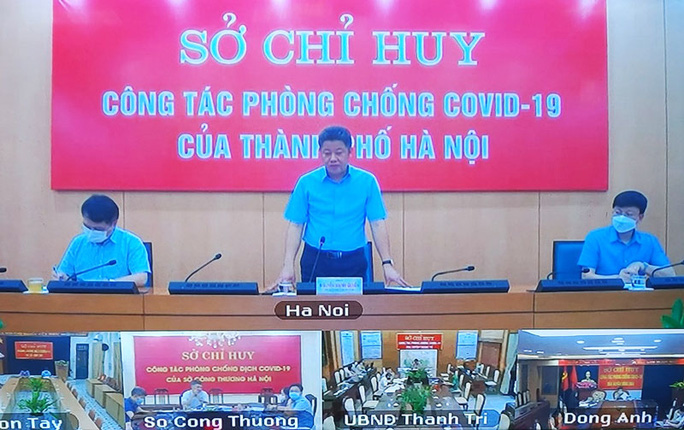 SỞ CHỈ HUY
CÔNG TÁC PHÒNG CHỐNG COVID-19
CỦA THÀNH PHỐ HÀ NỘI
Ha Noi
SỞ CHỈ HUY
CÔNG TÁC PHÒNG CHỐNG DỊCH COVID-19
CỦA SỞ CÔNG THƯƠNG HÀ NỘI
SỞ CHỈ HUY
on Tay
So Cong Thuong
UBND Thanh Tri
Dong Anh